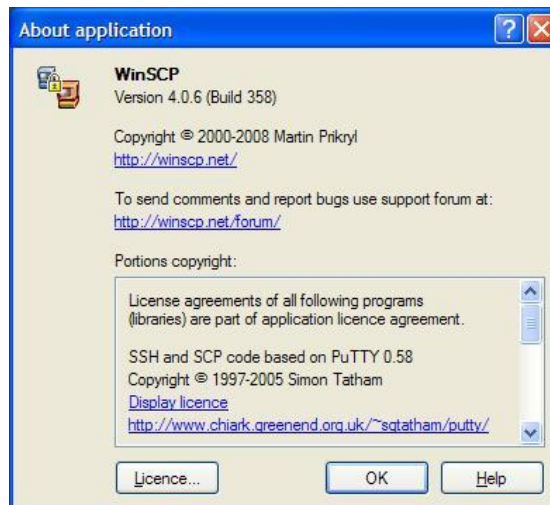 About application
WinSCP
Version 4.0.6 (Build 358)
Copyright © 2000-2008 Martin Prikryl
http://winscp.net/
To send comments and report bugs use support forum at:
http://winscp.net/forum/
Portions copyright:
License agreements of all following programs
(libraries) are part of application licence agreement.
SSH and SCP code based on PuTTY 0.58
Copyright © 1997-2005 Simon Tatham
Display licence
http://www.chiark.greenend.org.uk/~sgtatham/putty/
Licence... OK Help